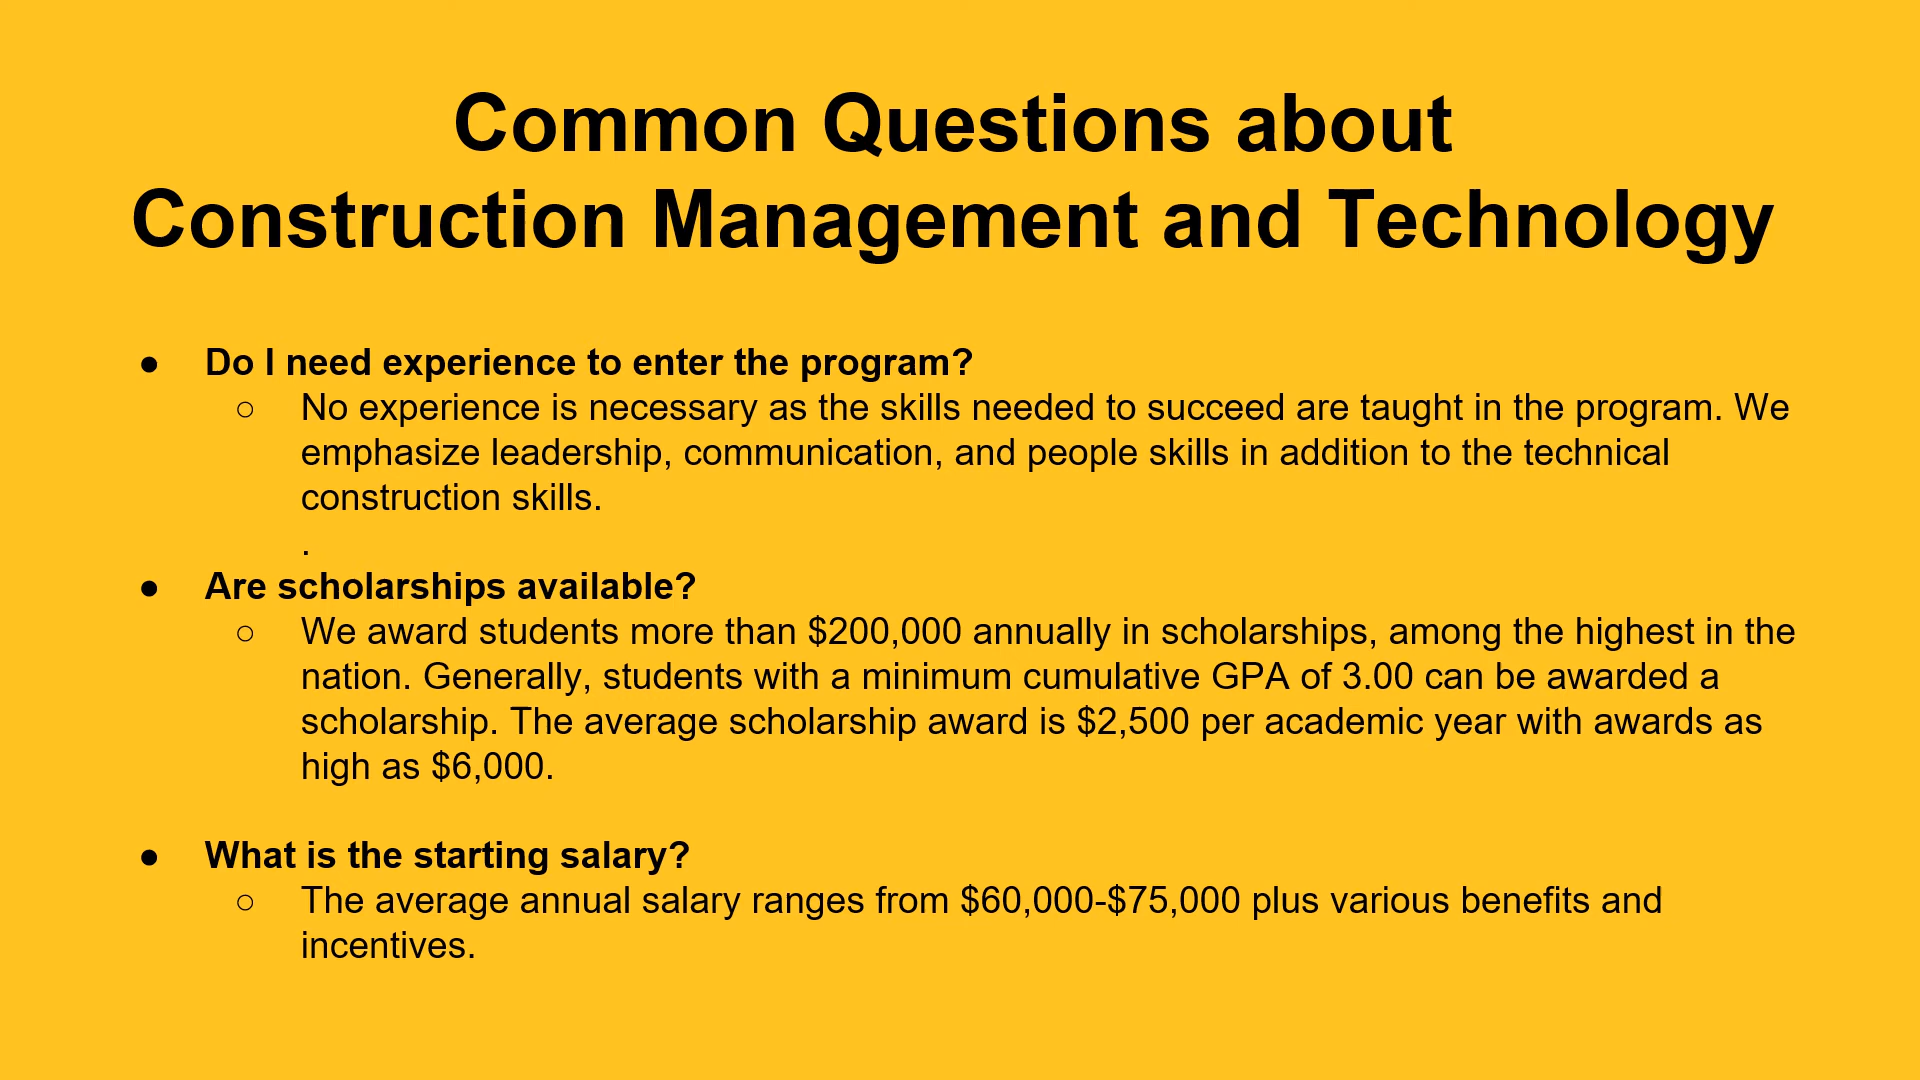 Common Questions about
Construction Management and Technology
● Do I need experience to enter the program?
○ No experience is necessary as the skills needed to succeed are taught in the program. We
emphasize leadership, communication, and people skills in addition to the technical
construction skills.
.
● Are scholarships available?
○ We award students more than $200,000 annually in scholarships, among the highest in the
nation. Generally, students with a minimum cumulative GPA of 3.00 can be awarded a
scholarship. The average scholarship award is $2,500 per academic year with awards as
high as $6,000.
● What is the starting salary?
○ The average annual salary ranges from $60,000-$75,000 plus various benefits and
incentives.